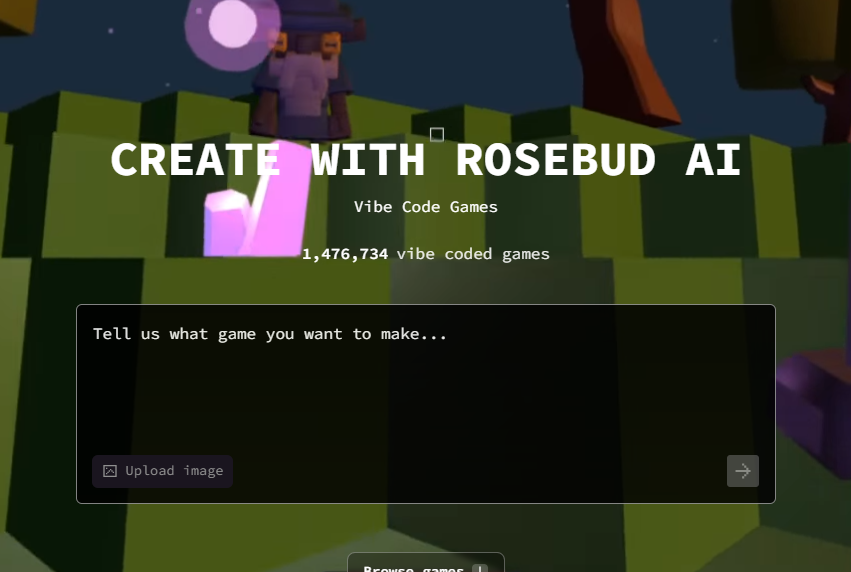 CREATE WITH ROSEBUD AI
Vibe Code Games
1,476,734 vibe coded games
Tell us what game you want to make...
Upload image
Browse games